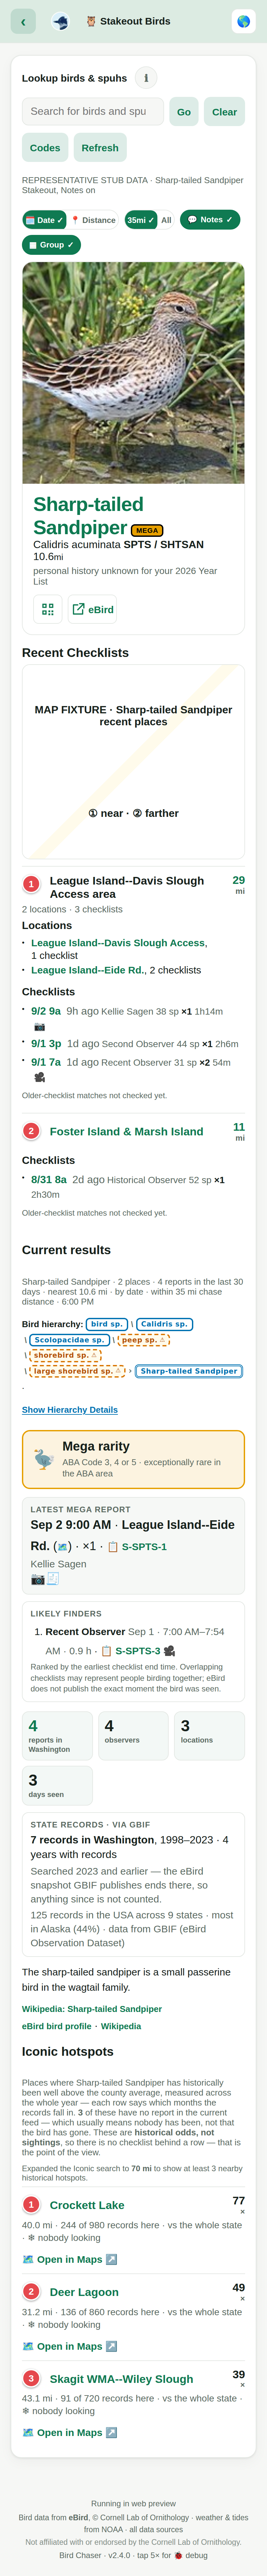 ‹ 🦉 Stakeout Birds 🌎
Lookup birds & spuhs ℹ
Search for birds and spu Go Clear
Codes Refresh
REPRESENTATIVE STUB DATA · Sharp-tailed Sandpiper
Stakeout, Notes on
🗓️ Date ✓ 📍 Distance 35mi ✓ All 💬 Notes ✓
▦ Group ✓
Sharp-tailed
Sandpiper MEGA
Calidris acuminata SPTS / SHTSAN
10.6mi
personal history unknown for your 2026 Year
List
eBird
Recent Checklists
MAP FIXTURE · Sharp-tailed Sandpiper
recent places
① near · ② farther
1 League Island--Davis Slough 29
Access area mi
2 locations · 3 checklists
Locations
• League Island--Davis Slough Access,
1 checklist
• League Island--Eide Rd., 2 checklists
Checklists
• 9/2 9a 9h ago Kellie Sagen 38 sp ×1 1h14m
📷
• 9/1 3p 1d ago Second Observer 44 sp ×1 2h6m
• 9/1 7a 1d ago Recent Observer 31 sp ×2 54m
🎥
Older-checklist matches not checked yet.
2 Foster Island & Marsh Island 11
mi
Checklists
• 8/31 8a 2d ago Historical Observer 52 sp ×1
2h30m
Older-checklist matches not checked yet.
Current results
Sharp-tailed Sandpiper · 2 places · 4 reports in the last 30
days · nearest 10.6 mi · by date · within 35 mi chase
distance · 6:00 PM
Bird hierarchy: bird sp. \ Calidris sp.
\ Scolopacidae sp. \ peep sp. ⚠
\ shorebird sp. ⚠
\ large shorebird sp. ⚠ › Sharp-tailed Sandpiper
.
Show Hierarchy Details
🦤 Mega rarity
ABA Code 3, 4 or 5 · exceptionally rare in
the ABA area
LATEST MEGA REPORT
Sep 2 9:00 AM · League Island--Eide
Rd. (🗺️) · ×1 · 📋 S-SPTS-1
Kellie Sagen
📷🧾
LIKELY FINDERS
1. Recent Observer Sep 1 · 7:00 AM–7:54
AM · 0.9 h · 📋 S-SPTS-3 🎥
Ranked by the earliest checklist end time. Overlapping
checklists may represent people birding together; eBird
does not publish the exact moment the bird was seen.
4 4 3
reports in observers locations
Washington
3
days seen
STATE RECORDS · VIA GBIF
7 records in Washington, 1998–2023 · 4
years with records
Searched 2023 and earlier — the eBird
snapshot GBIF publishes ends there, so
anything since is not counted.
125 records in the USA across 9 states · most
in Alaska (44%) · data from GBIF (eBird
Observation Dataset)
The sharp-tailed sandpiper is a small passerine
bird in the wagtail family.
Wikipedia: Sharp-tailed Sandpiper
eBird bird profile · Wikipedia
Iconic hotspots
Places where Sharp-tailed Sandpiper has historically
been well above the county average, measured across
the whole year — each row says which months the
records fall in. 3 of these have no report in the current
feed — which usually means nobody has been, not that
the bird has gone. These are historical odds, not
sightings, so there is no checklist behind a row — that is
the point of the view.
Expanded the Iconic search to 70 mi to show at least 3 nearby
historical hotspots.
1 Crockett Lake 77
×
40.0 mi · 244 of 980 records here · vs the whole state
· ❄ nobody looking
🗺️ Open in Maps ↗️
2 Deer Lagoon 49
×
31.2 mi · 136 of 860 records here · vs the whole state
· ❄ nobody looking
🗺️ Open in Maps ↗️
3 Skagit WMA--Wiley Slough 39
×
43.1 mi · 91 of 720 records here · vs the whole state ·
❄ nobody looking
🗺️ Open in Maps ↗️
Running in web preview
Bird data from eBird, © Cornell Lab of Ornithology · weather & tides
from NOAA · all data sources
Not affiliated with or endorsed by the Cornell Lab of Ornithology.
Bird Chaser · v2.4.0 · tap 5× for 🐞 debug